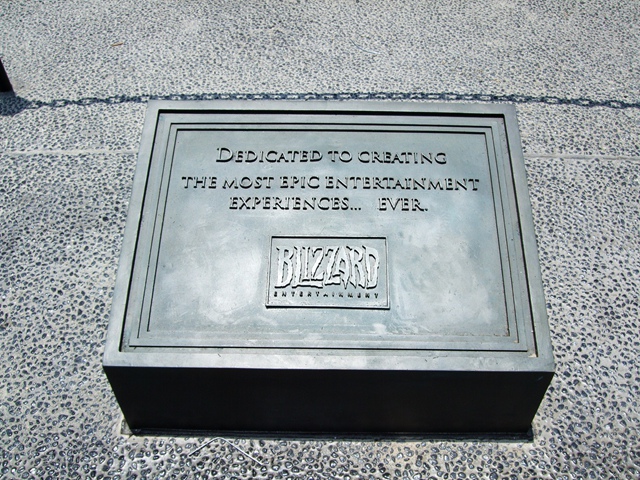 DEDICATED TO CREATING
THE MOST EPIC ENTERTAINMENT
EXPERIENCES... EVER.
BLIZZARD
ENTERTAINMENT